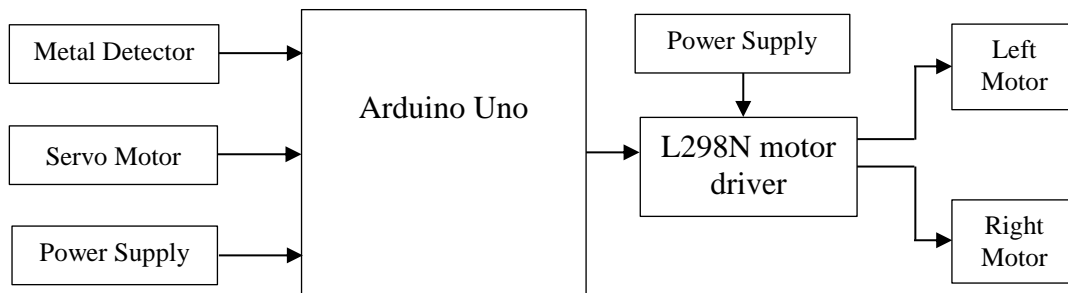 Metal Detector
Servo Motor
Power Supply
Arduino Uno
Power Supply
L298N motor
driver
Left
Motor
Right
Motor